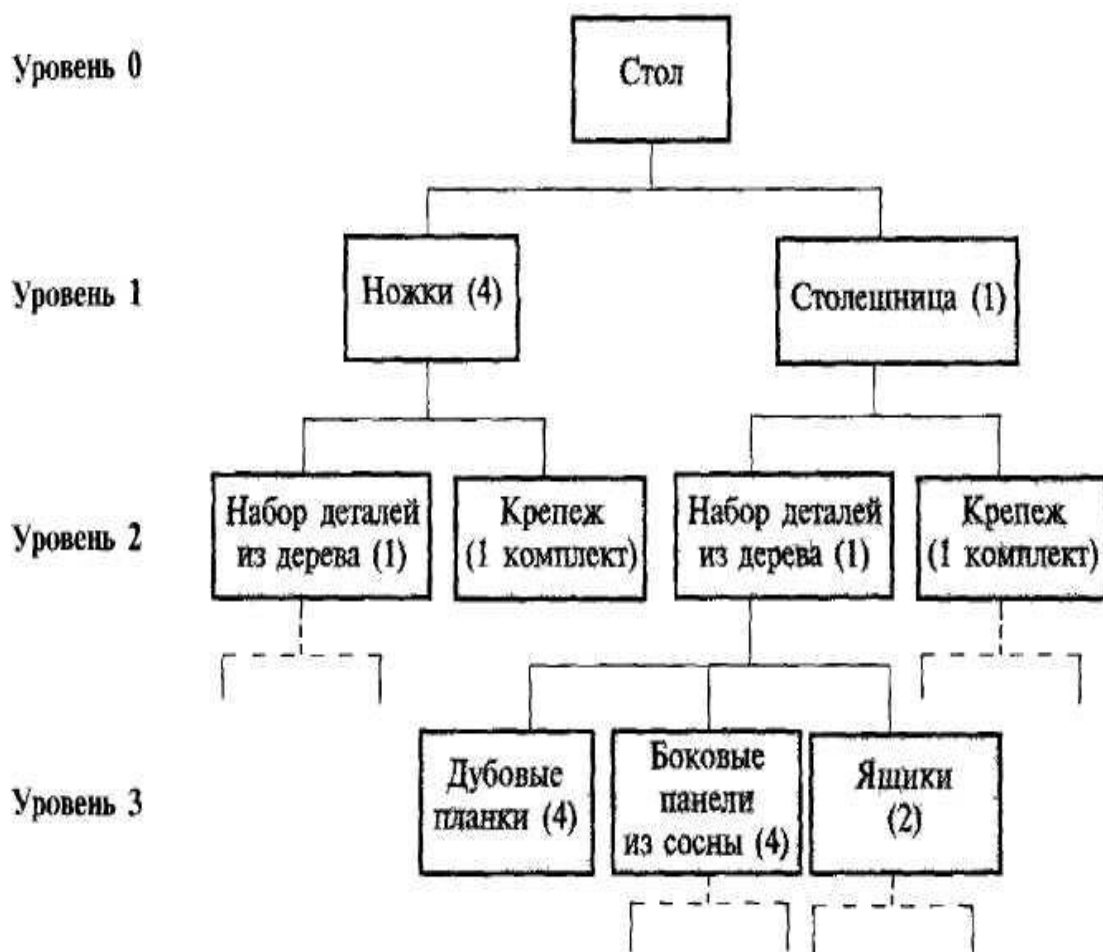 Уровень 0
Стол
Уровень 1
Ножки (4)
Столешница (1)
Уровень 2
Набор деталей
из дерева (1)
Крепеж
(1 комплект)
Набор деталей
из дерева (1)
Крепеж
(1 комплект)
Уровень 3
Дубовые
планки (4)
Боковые
панели
из сосны (4)
Ящики
(2)